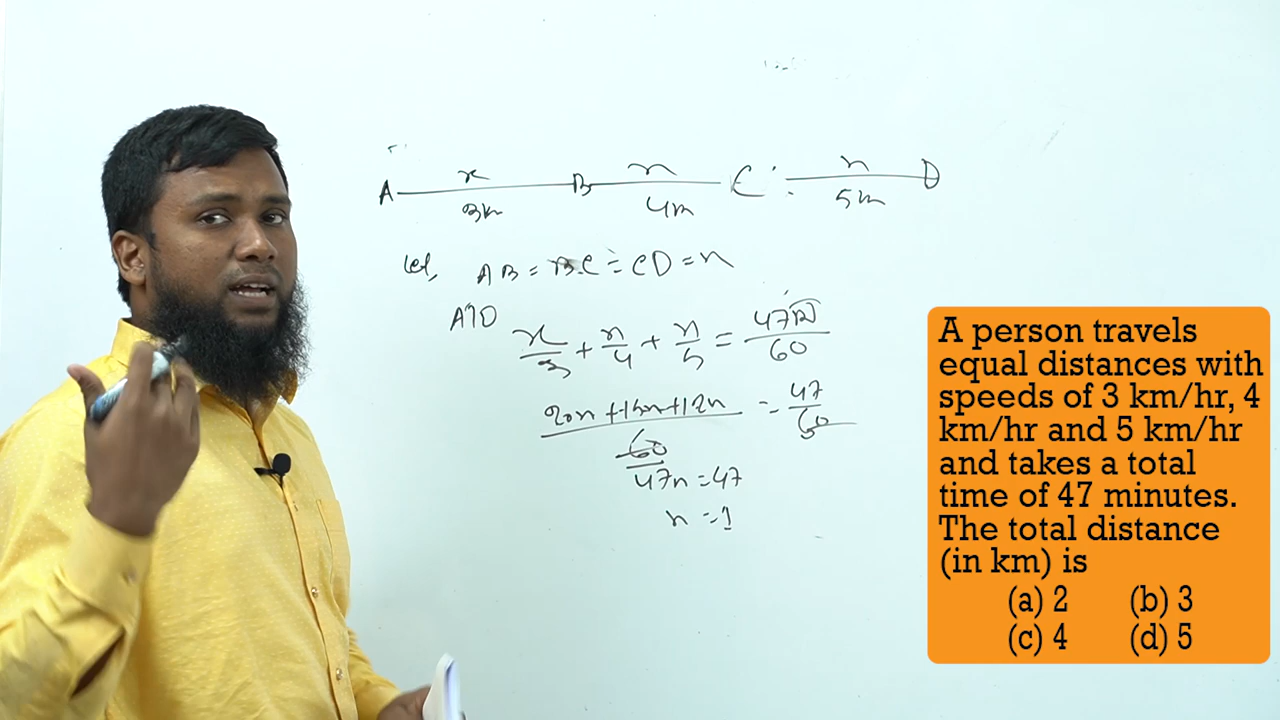 x n n
A B C D
3km 4km 5km
let, AB = BC = CD = n
ATQ
x/3 + n/4 + n/5 = 47/60
20n + 15n + 12n / 60 = 47/60
47n = 47
n = 1
A person travels
equal distances with
speeds of 3 km/hr, 4
km/hr and 5 km/hr
and takes a total
time of 47 minutes.
The total distance
(in km) is
(a) 2 (b) 3
(c) 4 (d) 5